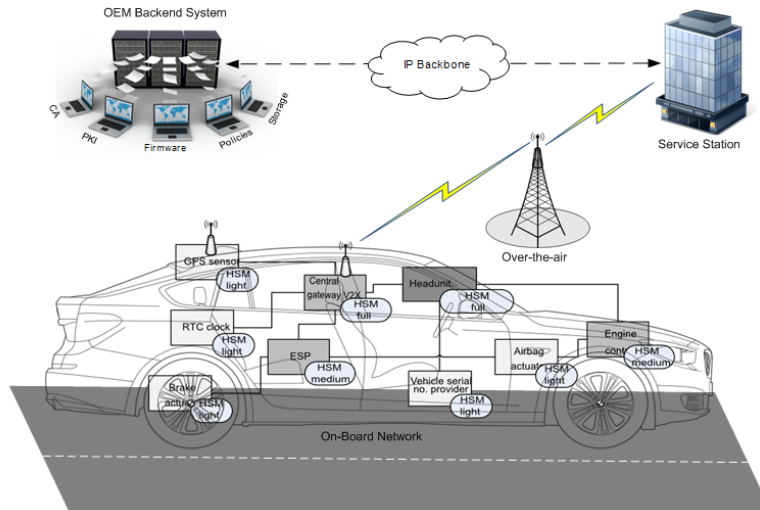 OEM Backend System
IP Backbone
CA
PKI
Firmware
Policies
Storage
Service Station
Over-the-air
GPS sensor
HSM
light
Central
gateway V2X
HSM
full
Headunit
HSM
full
RTC clock
HSM
light
ESP
HSM
medium
Airbag
actuat
HSM
light
Engine
cont
HSM
medium
Brake
actu
HSM
light
Vehicle serial
no. provider
HSM
light
On-Board Network